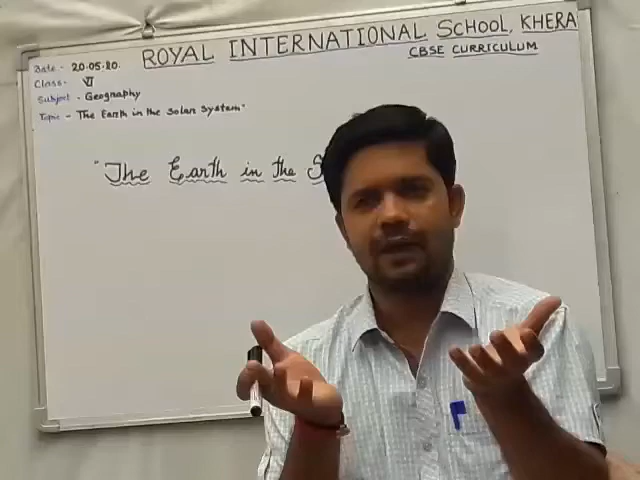 ROYAL INTERNATIONAL SCHOOL, KHERA
CBSE CURRICULUM
Date - 20.05.20.
Class - VI
Subject - Geography
Topic - The Earth in the Solar System"
"The Earth in the S